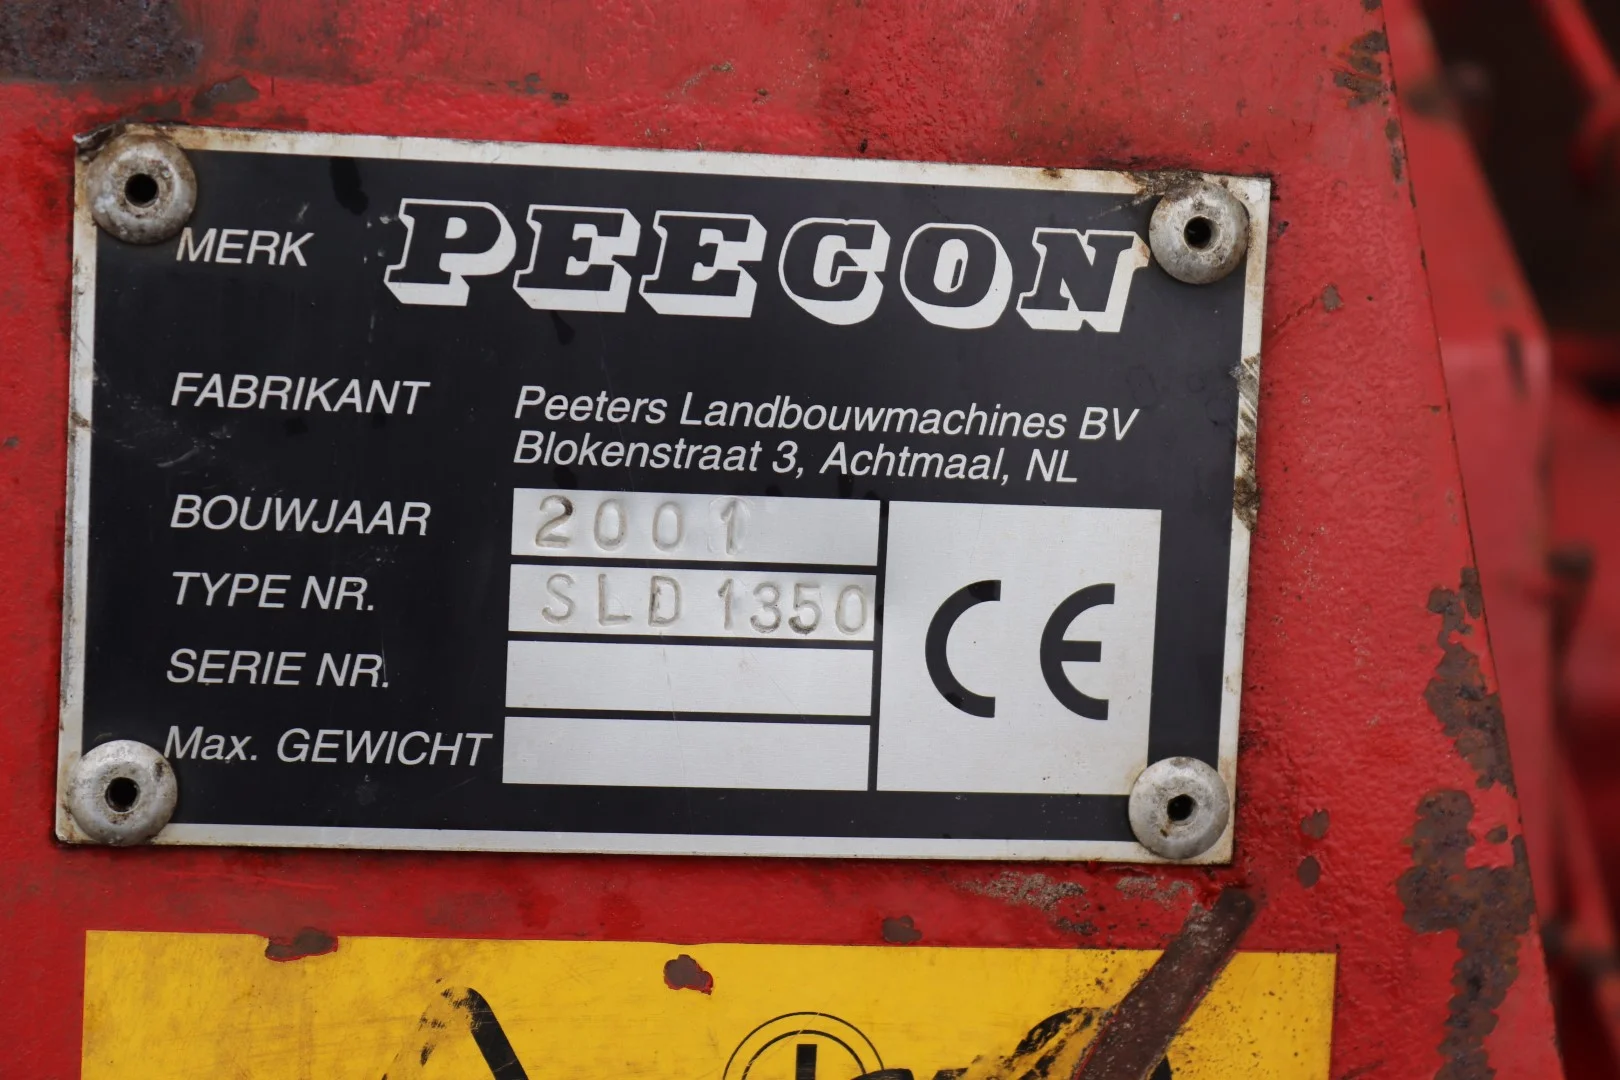 MERK PEECON
FABRIKANT Peeters Landbouwmachines BV
Blokenstraat 3, Achtmaal, NL
BOUWJAAR 2001
TYPE NR. SLD 1350
SERIE NR.
Max. GEWICHT
CE